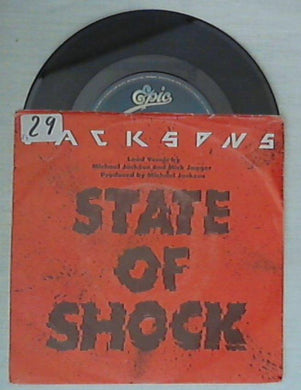 Epic
29
JACKSONS
Lead Vocals by
Michael Jackson and Mick Jagger
Produced by Michael Jackson
STATE
OF
SHOCK